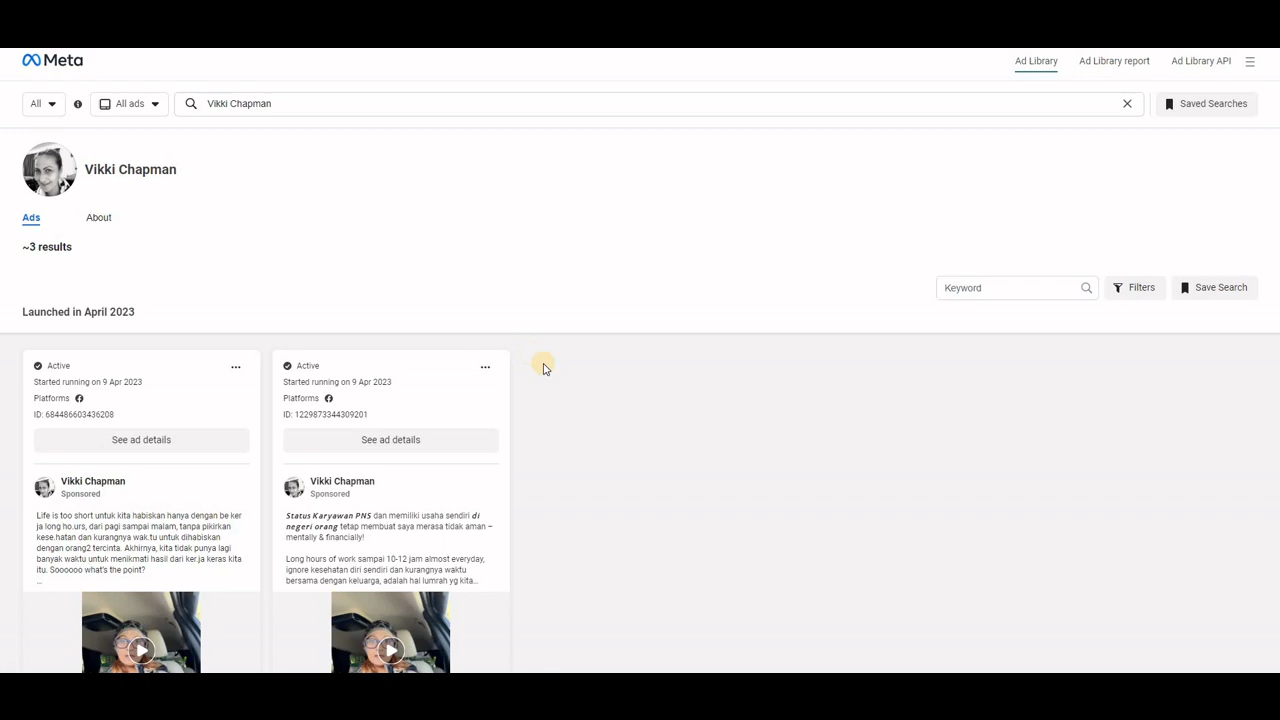 Meta
Ad Library
Ad Library report
Ad Library API
All
All ads
Vikki Chapman
Saved Searches
Vikki Chapman
Ads
About
~3 results
Keyword
Filters
Save Search
Launched in April 2023
Active
Started running on 9 Apr 2023
Platforms
ID: 684486603436208
See ad details
Vikki Chapman
Sponsored
Life is too short untuk kita habiskan hanya dengan be ker
ja long ho.urs, dari pagi sampai malam, tanpa pikirkan
kese.hatan dan kurangnya wak.tu untuk dihabiskan
dengan orang2 tercinta. Akhirnya, kita tidak punya lagi
banyak waktu untuk menikmati hasil dari ker.ja keras kita
itu. Soooooo what's the point?
...
Active
Started running on 9 Apr 2023
Platforms
ID: 1229873344309201
See ad details
Vikki Chapman
Sponsored
Status Karyawan PNS dan memiliki usaha sendiri di
negeri orang tetap membuat saya merasa tidak aman –
mentally & financially!
Long hours of work sampai 10-12 jam almost everyday,
ignore kesehatan diri sendiri dan kurangnya waktu
bersama dengan keluarga, adalah hal lumrah yg kita...